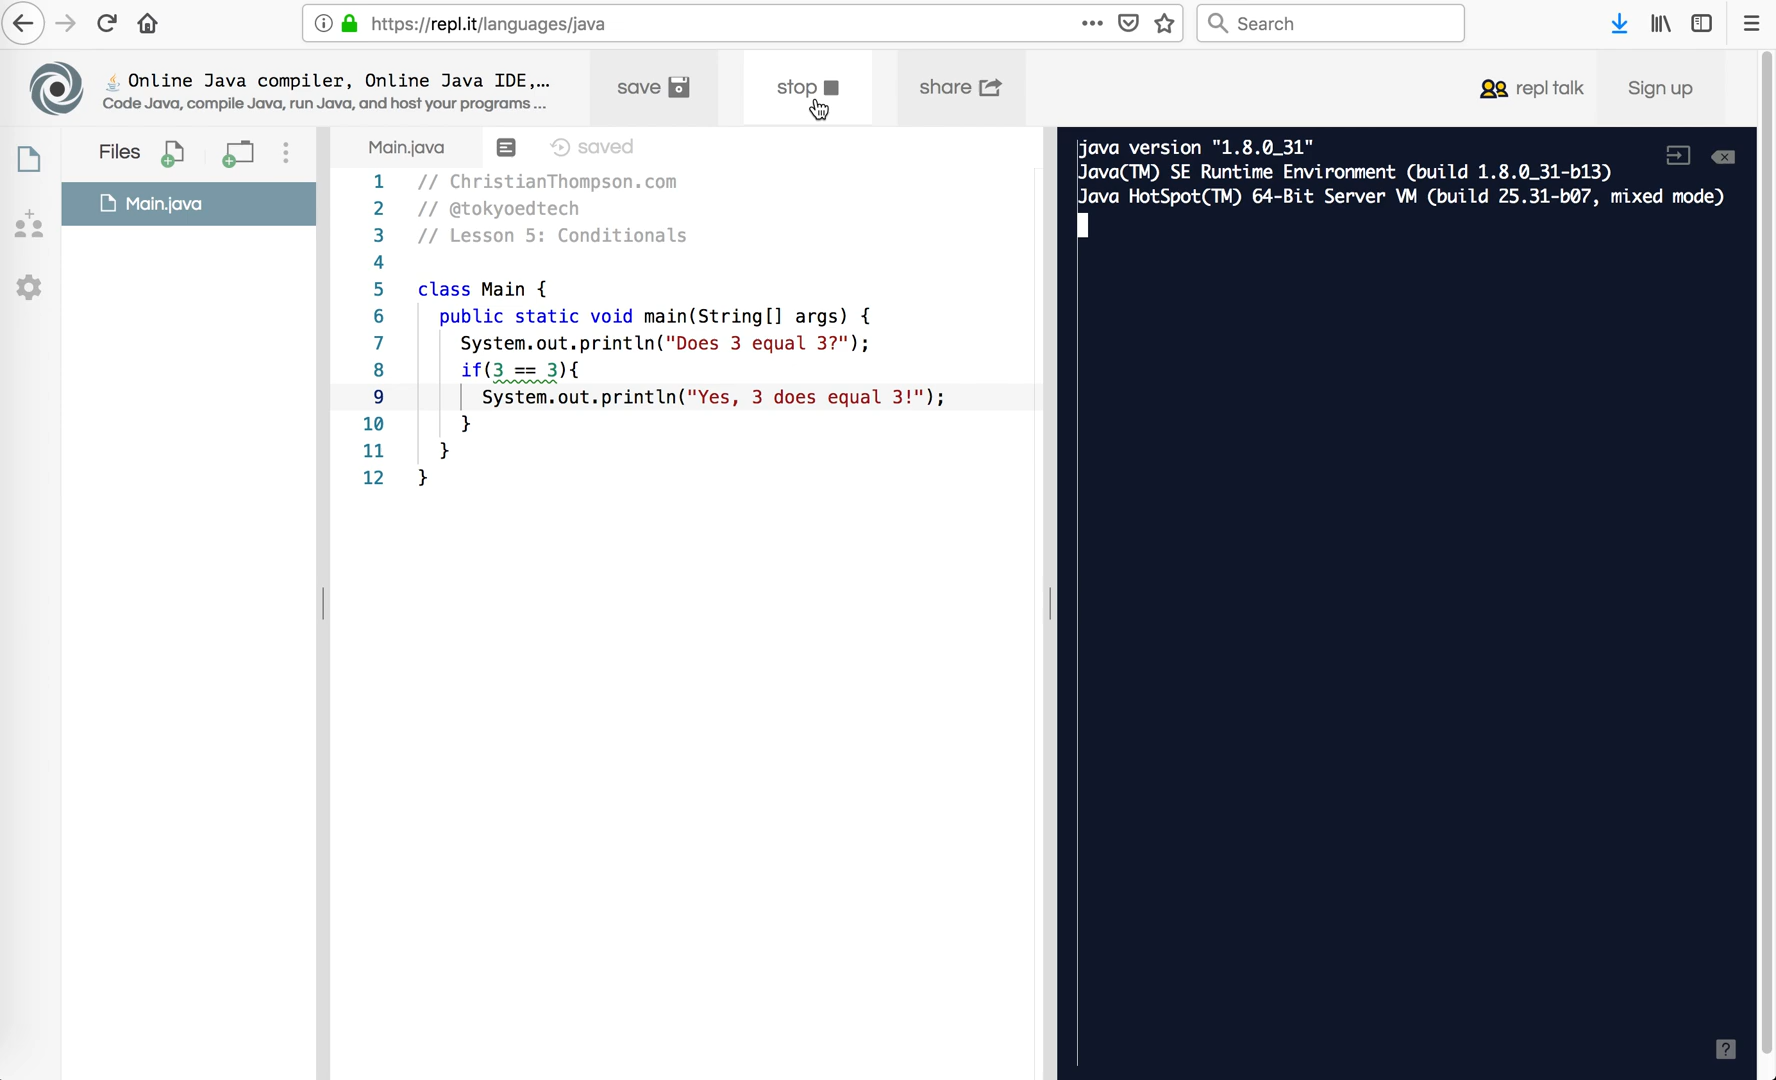 https://repl.it/languages/java
Search
Online Java compiler, Online Java IDE,...
Code Java, compile Java, run Java, and host your programs ...
save
stop
share
repl talk
Sign up
Files
Main.java
Main.java
saved
1 // ChristianThompson.com
2 // @tokyoedtech
3 // Lesson 5: Conditionals
4
5 class Main {
6 public static void main(String[] args) {
7 System.out.println("Does 3 equal 3?");
8 if(3 == 3){
9 System.out.println("Yes, 3 does equal 3!");
10 }
11 }
12 }
java version "1.8.0_31"
Java(TM) SE Runtime Environment (build 1.8.0_31-b13)
Java HotSpot(TM) 64-Bit Server VM (build 25.31-b07, mixed mode)
?